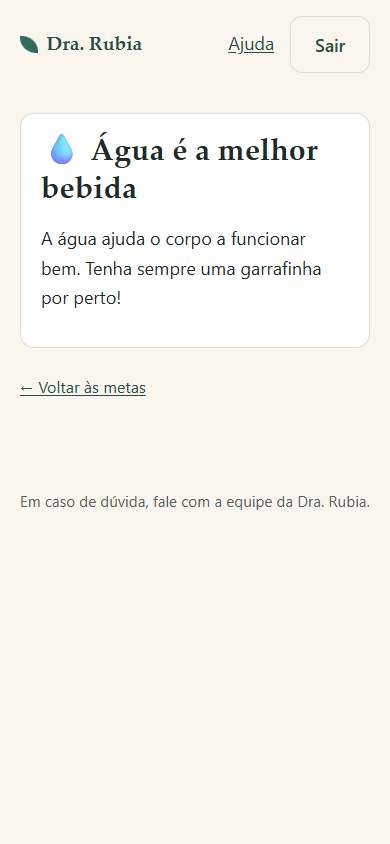 Dra. Rubia
Ajuda
Sair
💧 Água é a melhor
bebida
A água ajuda o corpo a funcionar
bem. Tenha sempre uma garrafinha
por perto!
← Voltar às metas
Em caso de dúvida, fale com a equipe da Dra. Rubia.